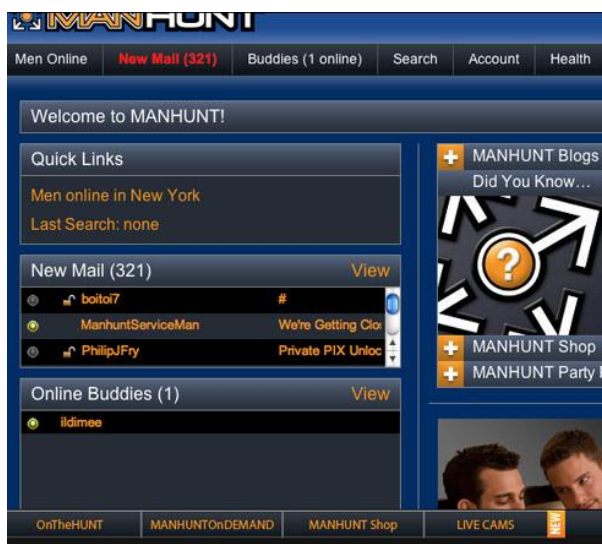 MANHUNT
Men Online New Mail (321) Buddies (1 online) Search Account Health
Welcome to MANHUNT!
Quick Links
Men online in New York
Last Search: none
New Mail (321) View
boitoi7 #
ManhuntServiceMan We're Getting Clo
PhilipJFry Private PIX Unloc
Online Buddies (1) View
ildimee
MANHUNT Blogs
Did You Know...
?
MANHUNT Shop
MANHUNT Party
OnTheHUNT MANHUNTOnDEMAND MANHUNT Shop LIVE CAMS NEW